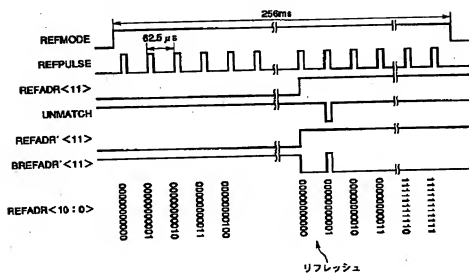 256ms
REFMODE
62.5 μs
REFPULSE
REFADR<11>
UNMATCH
REFADR'<11>
BREFADR'<11>
REFADR<10:0>
00000000000
00000000001
00000000010
00000000011
00000000100
00000000000
00000000001
00000000010
00000000011
11111111110
11111111111
リフレッシュ